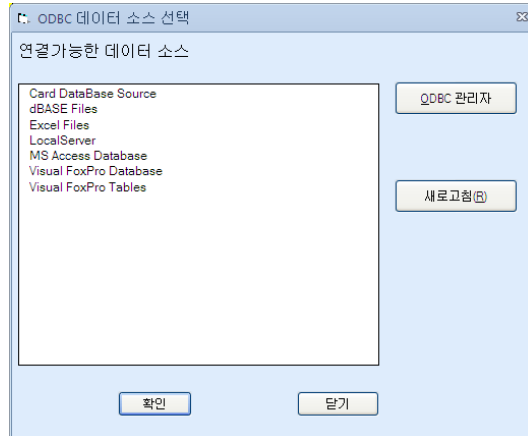 ODBC 데이터 소스 선택
연결가능한 데이터 소스
Card DataBase Source
dBASE Files
Excel Files
LocalServer
MS Access Database
Visual FoxPro Database
Visual FoxPro Tables
ODBC 관리자
새로고침(R)
확인
닫기